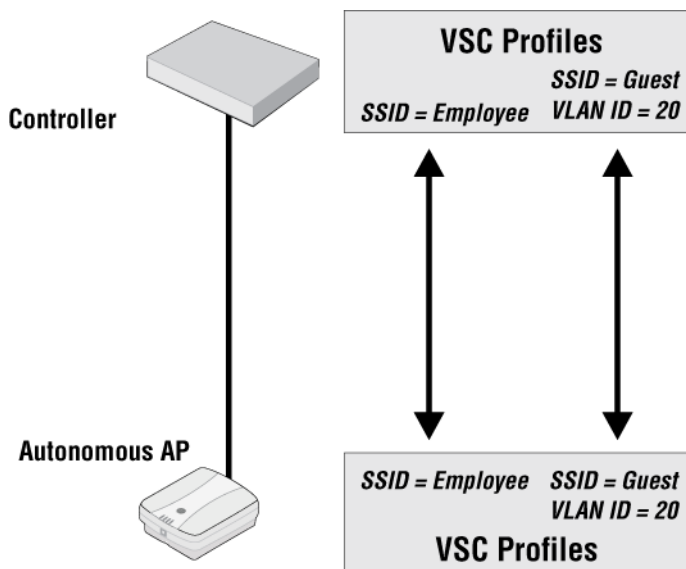 VSC Profiles
SSID = Guest
SSID = Employee VLAN ID = 20
Controller
Autonomous AP
SSID = Employee SSID = Guest
VLAN ID = 20
VSC Profiles